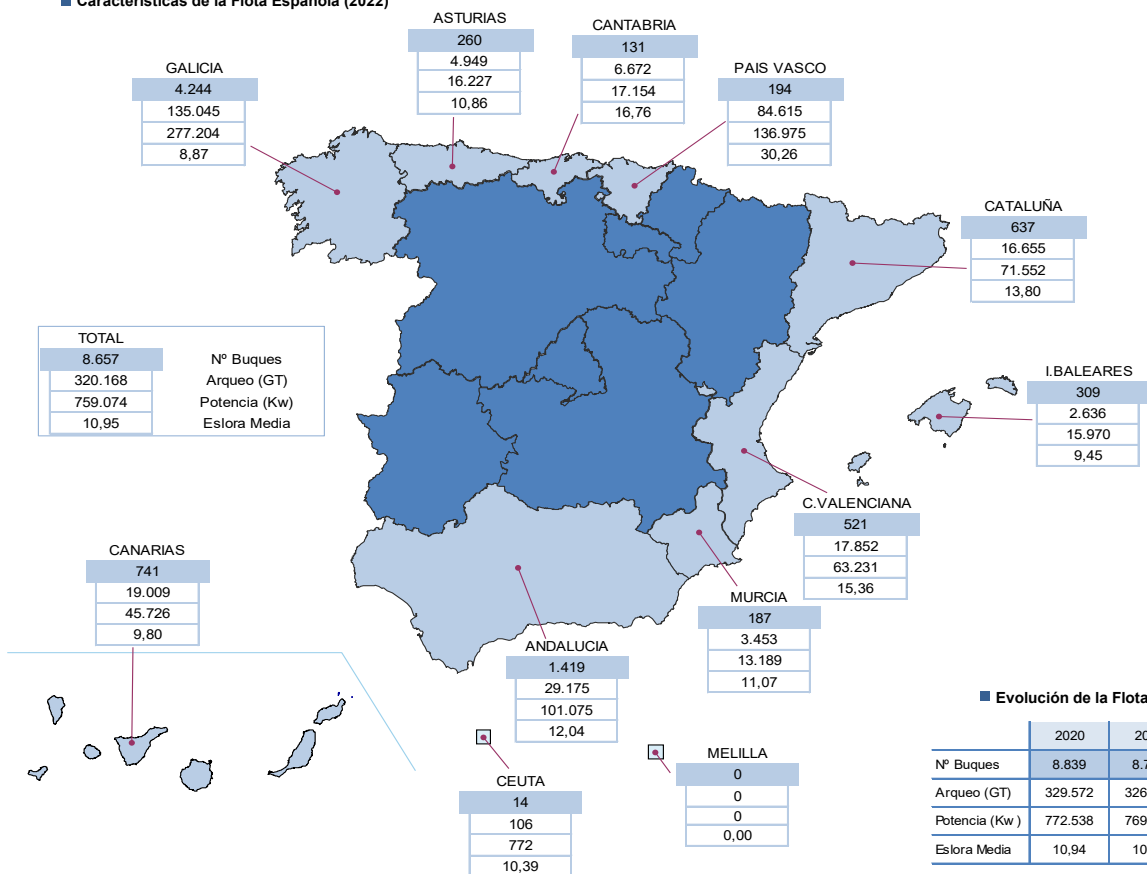 Características de la Flota Española (2022)
ASTURIAS
260
4.949
16.227
10,86
CANTABRIA
131
6.672
17.154
16,76
GALICIA
4.244
135.045
277.204
8,87
PAIS VASCO
194
84.615
136.975
30,26
CATALUÑA
637
16.655
71.552
13,80
TOTAL
8.657 Nº Buques
320.168 Arqueo (GT)
759.074 Potencia (Kw)
10,95 Eslora Media
I.BALEARES
309
2.636
15.970
9,45
C.VALENCIANA
521
17.852
63.231
15,36
CANARIAS
741
19.009
45.726
9,80
MURCIA
187
3.453
13.189
11,07
ANDALUCIA
1.419
29.175
101.075
12,04
CEUTA
14
106
772
10,39
MELILLA
0
0
0
0,00
Evolución de la Flota
2020 20
Nº Buques 8.839 8.7
Arqueo (GT) 329.572 326
Potencia (Kw) 772.538 769
Eslora Media 10,94 10